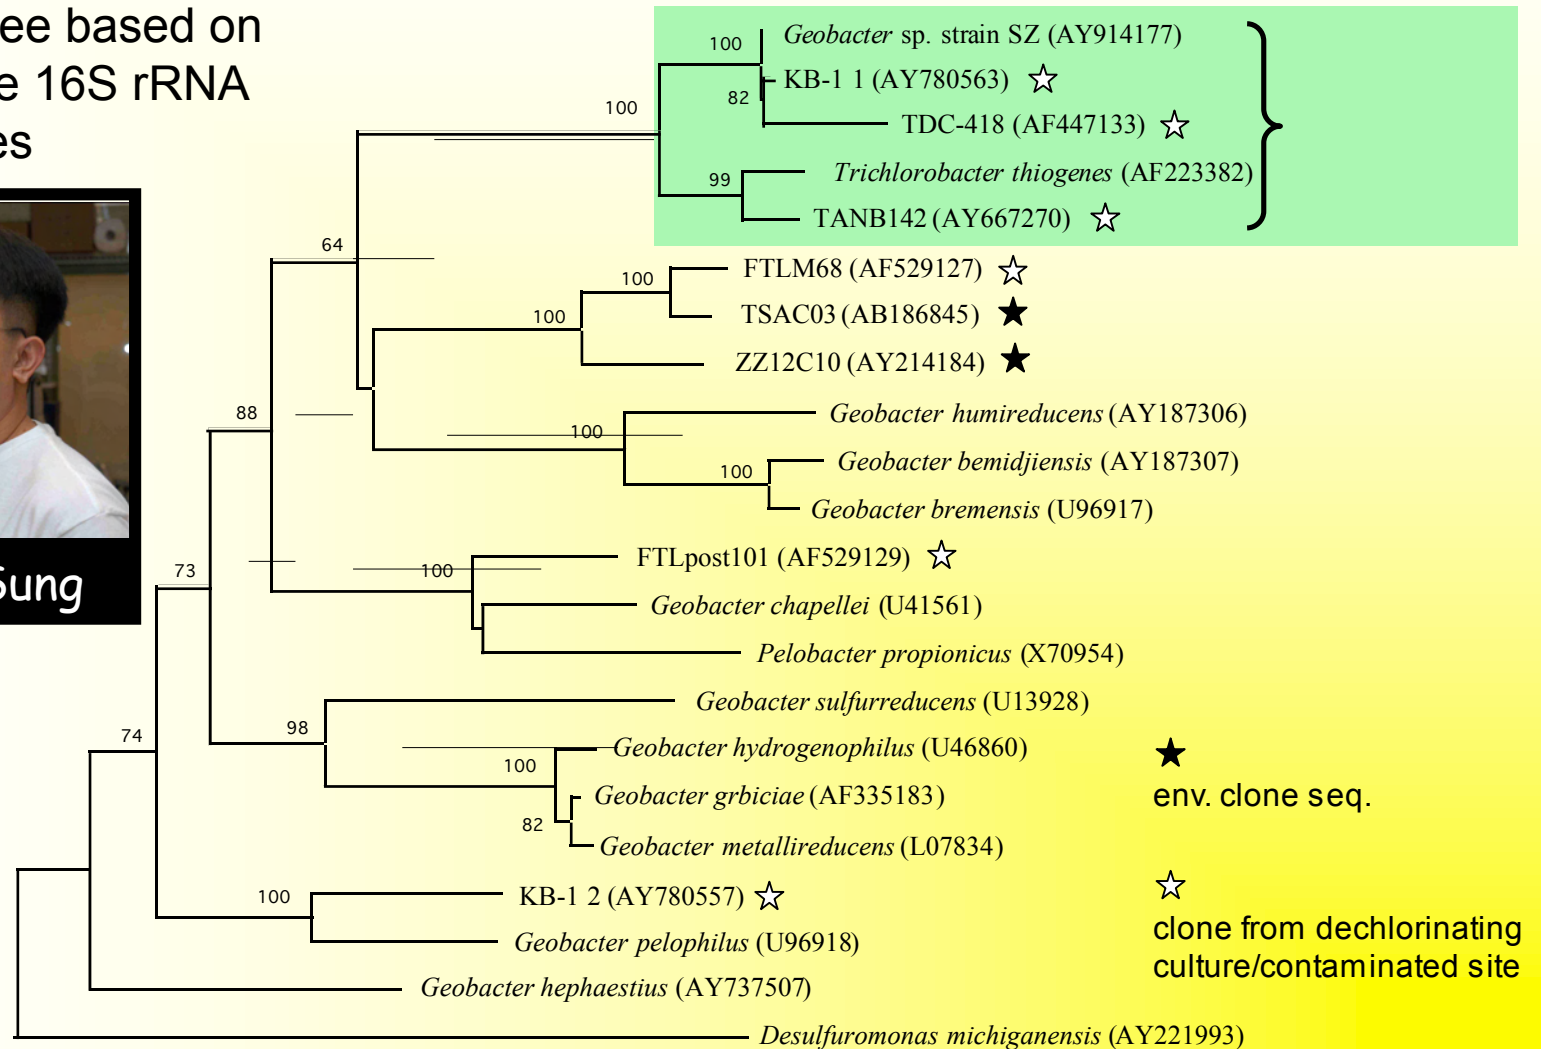 ee based on
e 16S rRNA
es
Sung
100
Geobacter sp. strain SZ (AY914177)
KB-1 1 (AY780563) ☆
82
100
TDC-418 (AF447133) ☆
99
Trichlorobacter thiogenes (AF223382)
TANB142 (AY667270) ☆
64
FTLM68 (AF529127) ☆
100
TSAC03 (AB186845) ★
100
ZZ12C10 (AY214184) ★
88
Geobacter humireducens (AY187306)
100
Geobacter bemidjiensis (AY187307)
100
Geobacter bremensis (U96917)
FTLpost101 (AF529129) ☆
73
100
Geobacter chapellei (U41561)
Pelobacter propionicus (X70954)
Geobacter sulfurreducens (U13928)
74
98
Geobacter hydrogenophilus (U46860)
100
Geobacter grbiciae (AF335183)
82
Geobacter metallireducens (L07834)
100
KB-1 2 (AY780557) ☆
Geobacter pelophilus (U96918)
Geobacter hephaestius (AY737507)
Desulfuromonas michiganensis (AY221993)
★
env. clone seq.
☆
clone from dechlorinating
culture/contaminated site